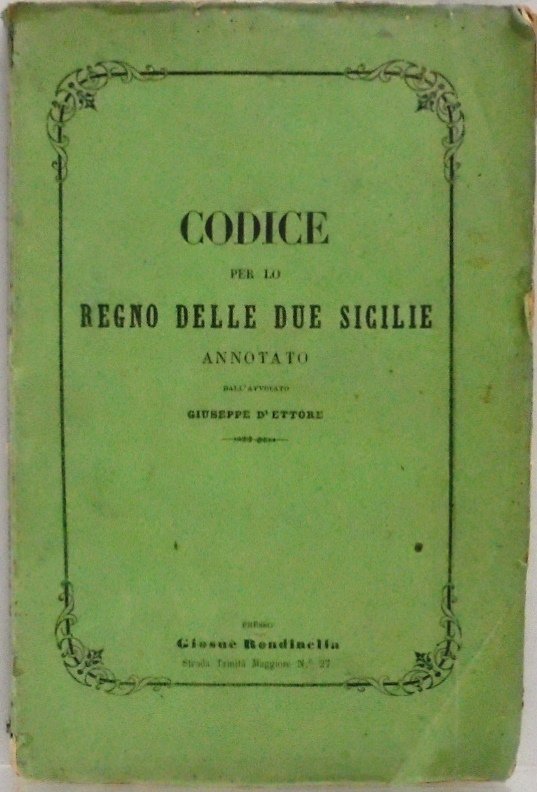 CODICE
PER LO
REGNO DELLE DUE SICILIE
ANNOTATO
DALL'AVVOCATO
GIUSEPPE D'ETTORE
PRESSO
Giosuè Rondinella
Strada Trinità Maggiore N.° 27